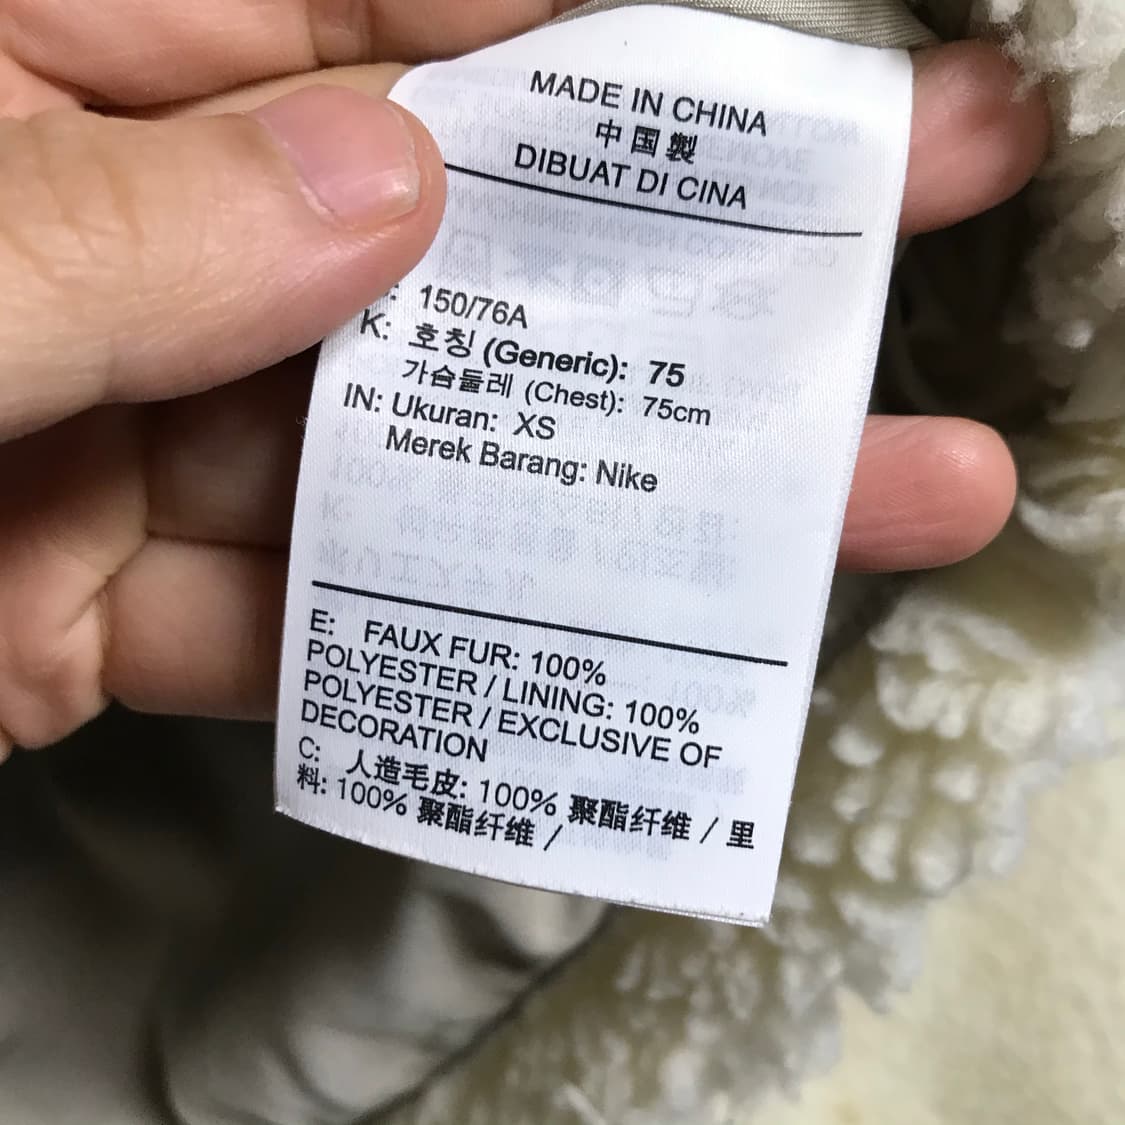 MADE IN CHINA
中国製
DIBUAT DI CINA
: 150/76A
K: 호칭 (Generic): 75
가슴둘레 (Chest): 75cm
IN: Ukuran: XS
Merek Barang: Nike
E: FAUX FUR: 100%
POLYESTER / LINING: 100%
POLYESTER / EXCLUSIVE OF
DECORATION
C: 人造毛皮: 100% 聚酯纤维 / 里
料: 100% 聚酯纤维 /